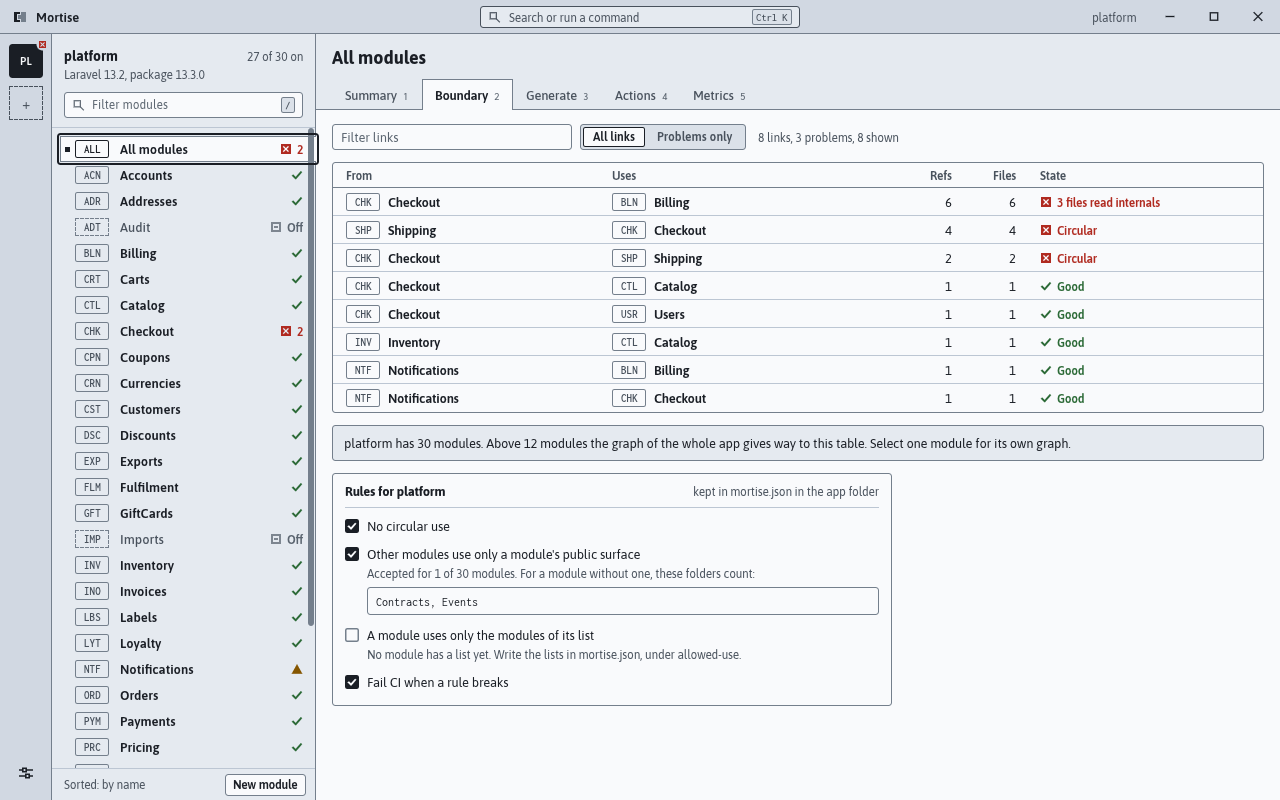 Mortise
Search or run a command
Ctrl K
platform
PL
+
platform
27 of 30 on
Laravel 13.2, package 13.3.0
Filter modules
/
ALL All modules 2
ACN Accounts
ADR Addresses
ADT Audit Off
BLN Billing
CRT Carts
CTL Catalog
CHK Checkout 2
CPN Coupons
CRN Currencies
CST Customers
DSC Discounts
EXP Exports
FLM Fulfilment
GFT GiftCards
IMP Imports Off
INV Inventory
INO Invoices
LBS Labels
LYT Loyalty
NTF Notifications
ORD Orders
PYM Payments
PRC Pricing
Sorted: by name
New module
All modules
Summary 1
Boundary 2
Generate 3
Actions 4
Metrics 5
Filter links
All links
Problems only
8 links, 3 problems, 8 shown
From Uses Refs Files State
CHK Checkout BLN Billing 6 6 3 files read internals
SHP Shipping CHK Checkout 4 4 Circular
CHK Checkout SHP Shipping 2 2 Circular
CHK Checkout CTL Catalog 1 1 Good
CHK Checkout USR Users 1 1 Good
INV Inventory CTL Catalog 1 1 Good
NTF Notifications BLN Billing 1 1 Good
NTF Notifications CHK Checkout 1 1 Good
platform has 30 modules. Above 12 modules the graph of the whole app gives way to this table. Select one module for its own graph.
Rules for platform
kept in mortise.json in the app folder
No circular use
Other modules use only a module's public surface
Accepted for 1 of 30 modules. For a module without one, these folders count:
Contracts, Events
A module uses only the modules of its list
No module has a list yet. Write the lists in mortise.json, under allowed-use.
Fail CI when a rule breaks